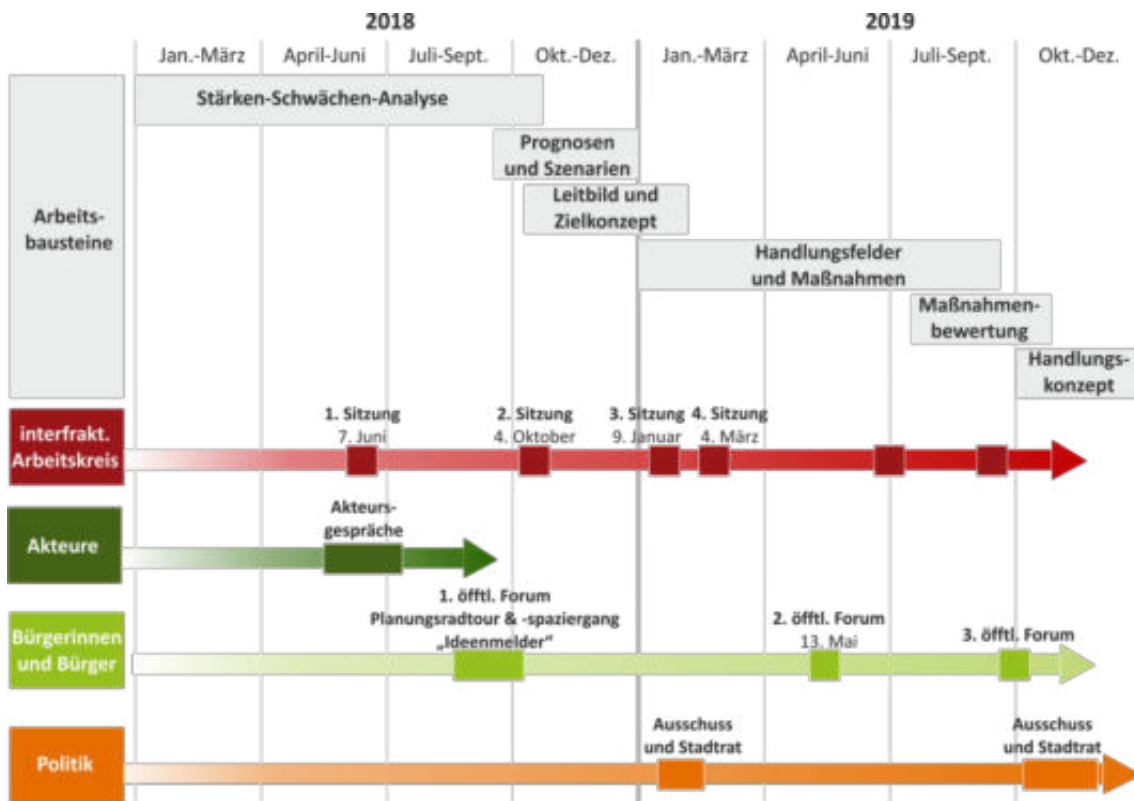 2018
2019
Jan.-März
April-Juni
Juli-Sept.
Okt.-Dez.
Jan.-März
April-Juni
Juli-Sept.
Okt.-Dez.
Arbeits-
bausteine
Stärken-Schwächen-Analyse
Prognosen
und Szenarien
Leitbild und
Zielkonzept
Handlungsfelder
und Maßnahmen
Maßnahmen-
bewertung
Handlungs-
konzept
interfrakt.
Arbeitskreis
1. Sitzung
7. Juni
2. Sitzung
4. Oktober
3. Sitzung
9. Januar
4. Sitzung
4. März
Akteure
Akteurs-
gespräche
Bürgerinnen
und Bürger
1. öfftl. Forum
Planungsradtour & -spaziergang
„Ideenmelder“
2. öfftl. Forum
13. Mai
3. öfftl. Forum
Politik
Ausschuss
und Stadtrat
Ausschuss
und Stadtrat